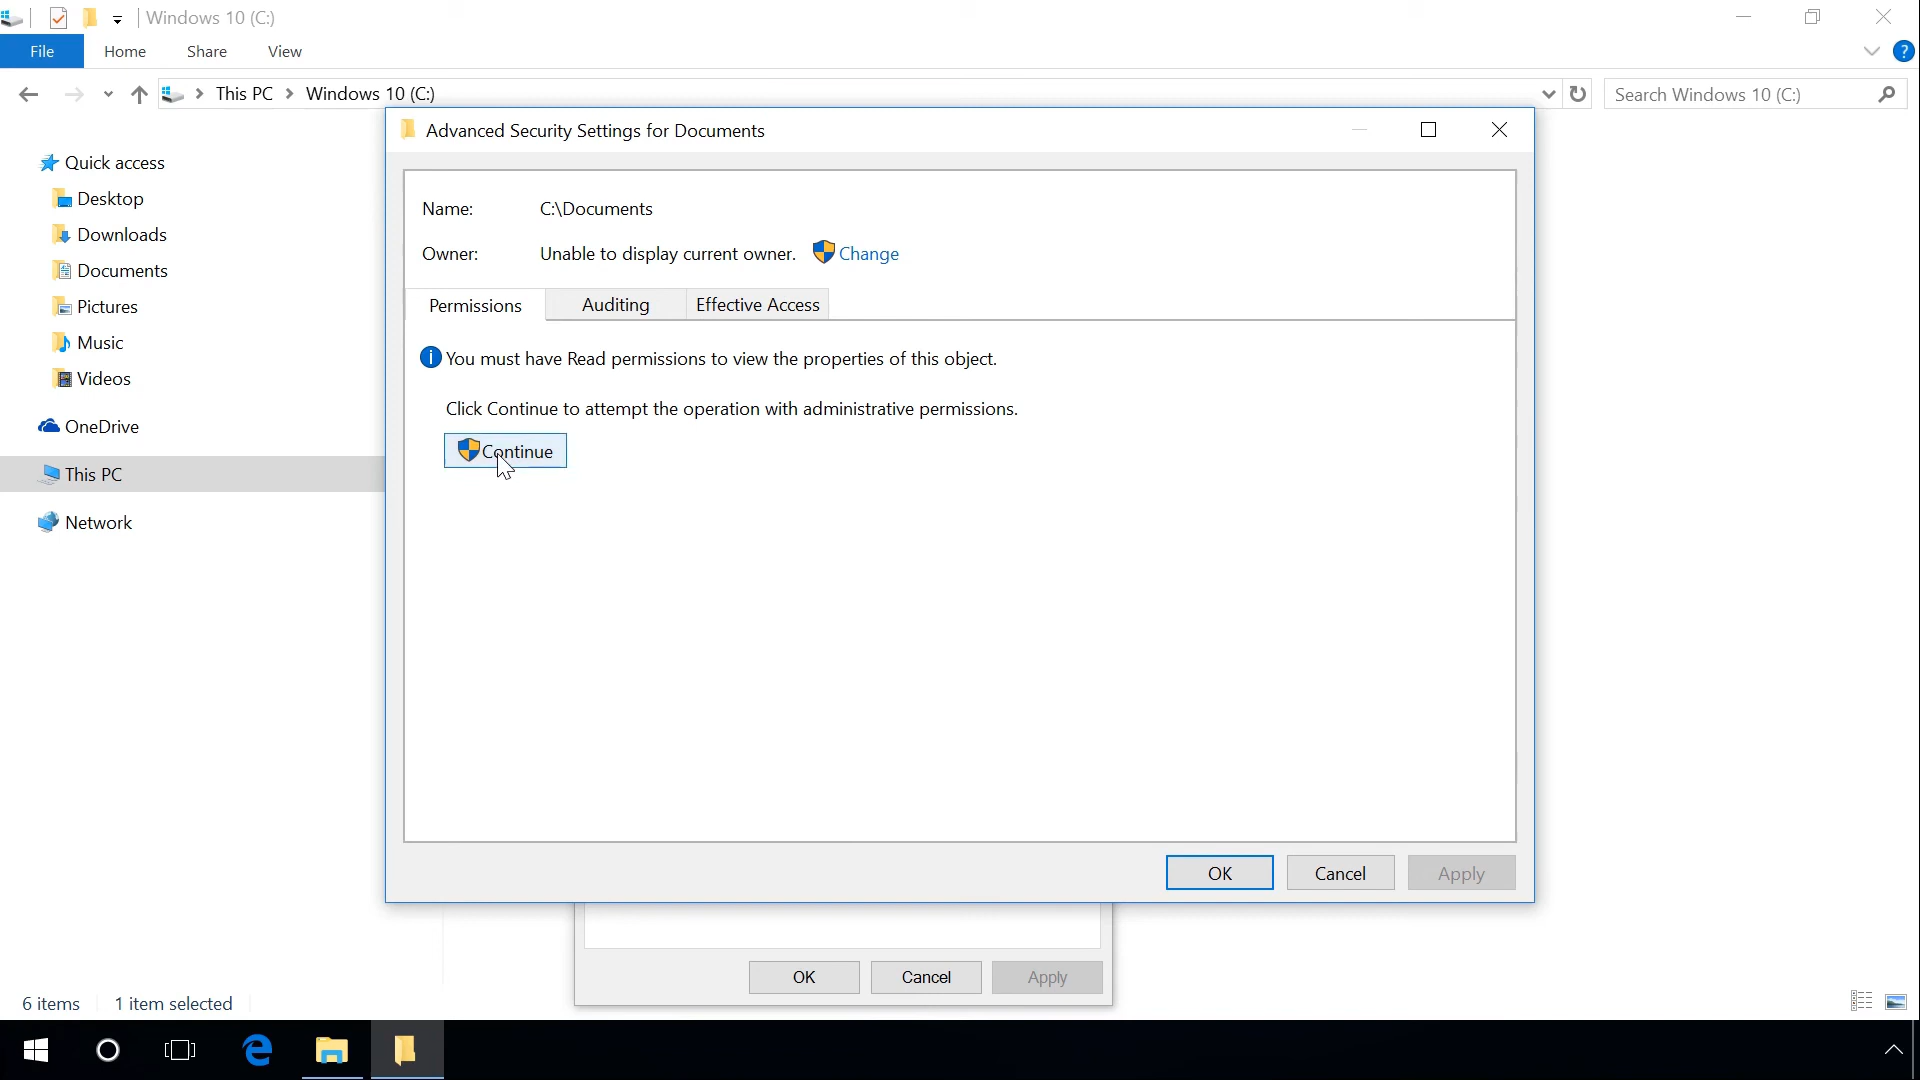 Windows 10 (C:)
File Home Share View
?
This PC Windows 10 (C:)
Search Windows 10 (C:)
Advanced Security Settings for Documents
Quick access
Desktop
Downloads
Documents
Pictures
Music
Videos
OneDrive
This PC
Network
Name: C:\Documents
Owner: Unable to display current owner. Change
Permissions Auditing Effective Access
i You must have Read permissions to view the properties of this object.
Click Continue to attempt the operation with administrative permissions.
Continue
OK Cancel Apply
OK Cancel Apply
6 items 1 item selected